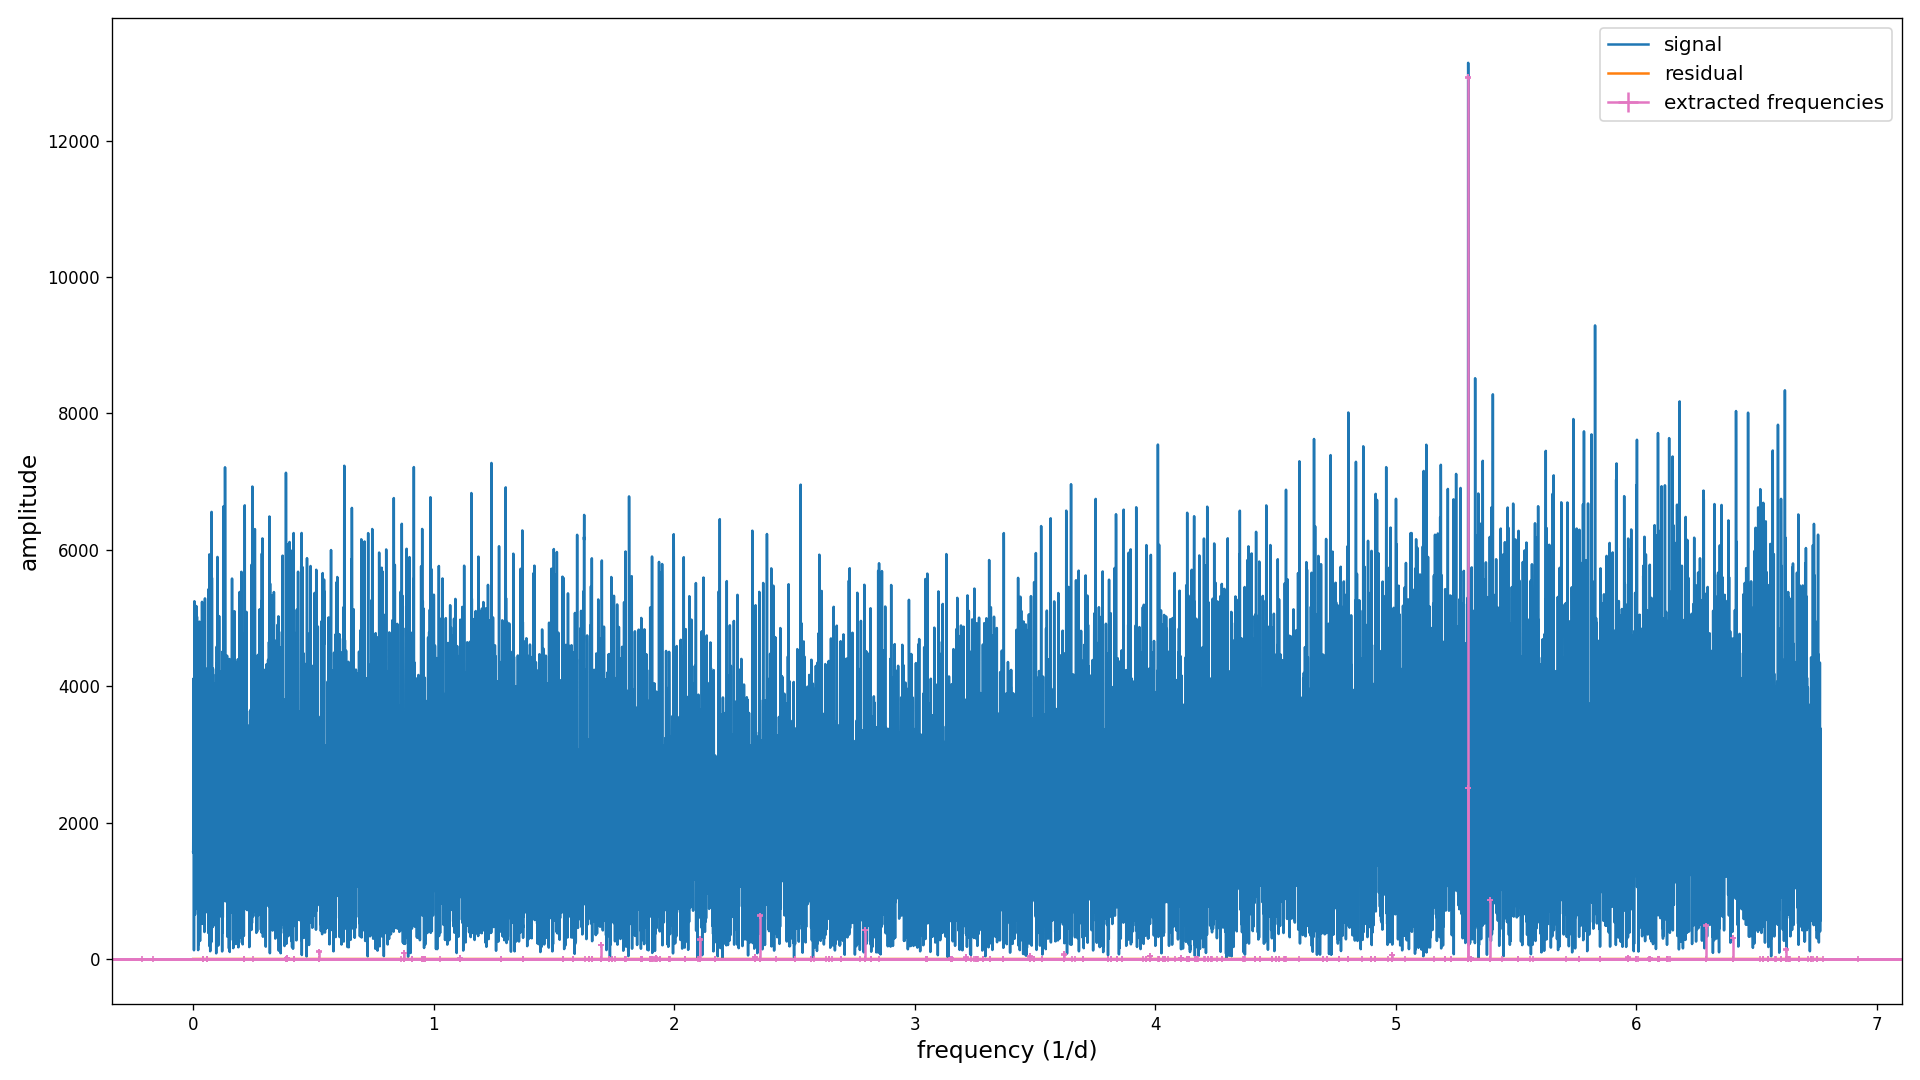 signal
residual
extracted frequencies
amplitude
12000
10000
8000
6000
4000
2000
0
0 1 2 3 4 5 6 7
frequency (1/d)